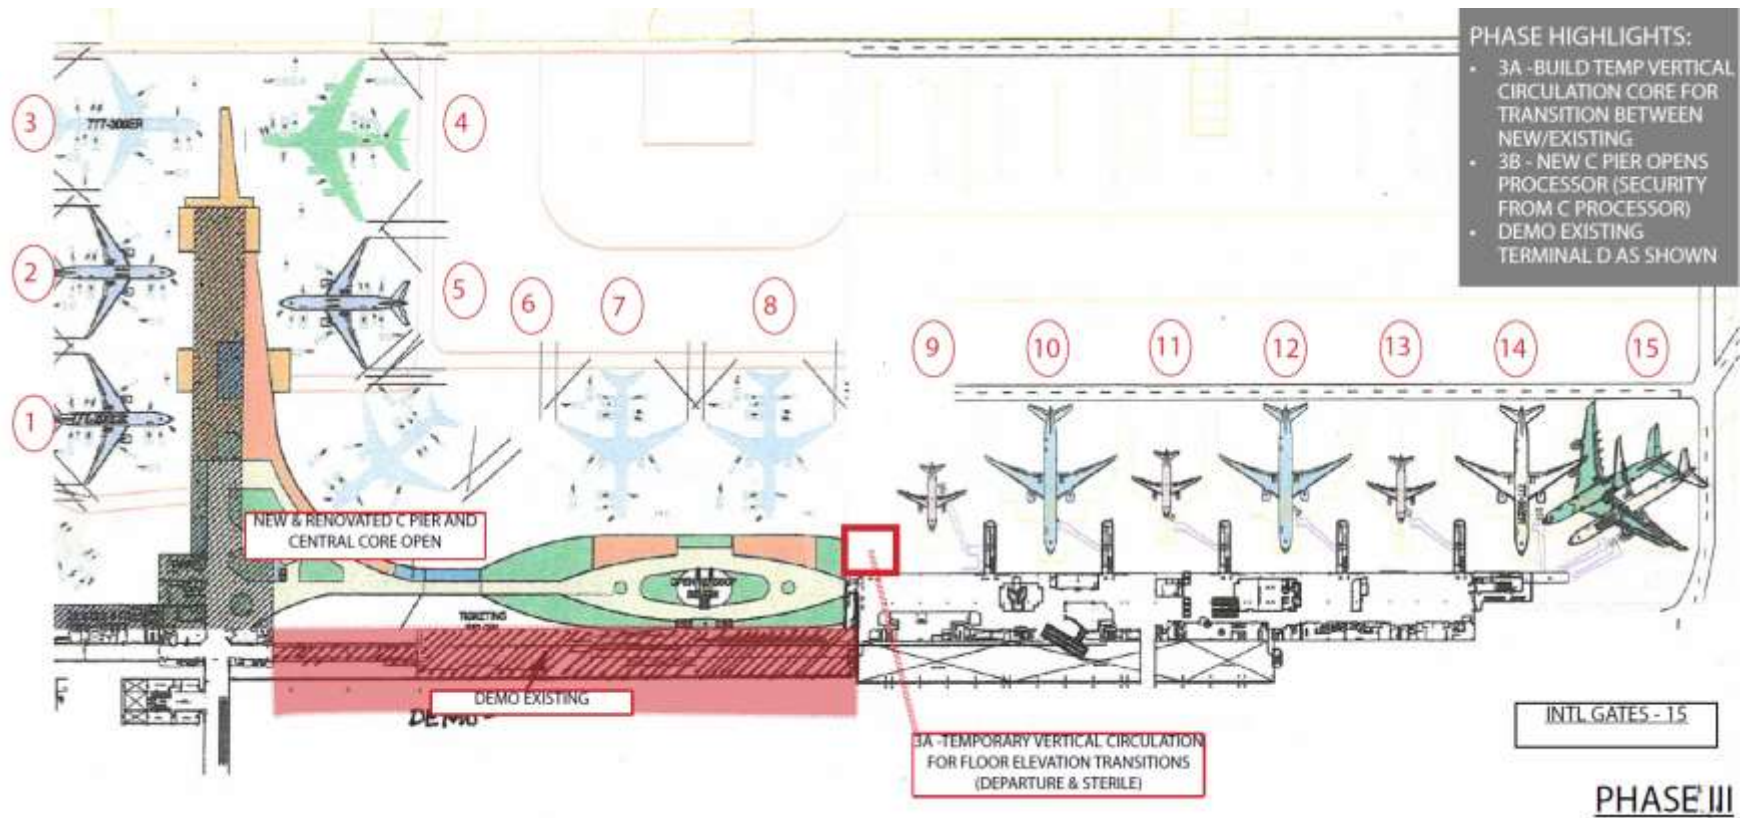 PHASE HIGHLIGHTS:
• 3A -BUILD TEMP VERTICAL
CIRCULATION CORE FOR
TRANSITION BETWEEN
NEW/EXISTING
• 3B - NEW C PIER OPENS
PROCESSOR (SECURITY
FROM C PROCESSOR)
• DEMO EXISTING
TERMINAL D AS SHOWN
3
4
2
5
6
7
8
1
9
10
11
12
13
14
15
777-300ER
NEW & RENOVATED C PIER AND
CENTRAL CORE OPEN
TICKETING
DEMO EXISTING
DEMO
3A -TEMPORARY VERTICAL CIRCULATION
FOR FLOOR ELEVATION TRANSITIONS
(DEPARTURE & STERILE)
INTL GATES - 15
PHASE III